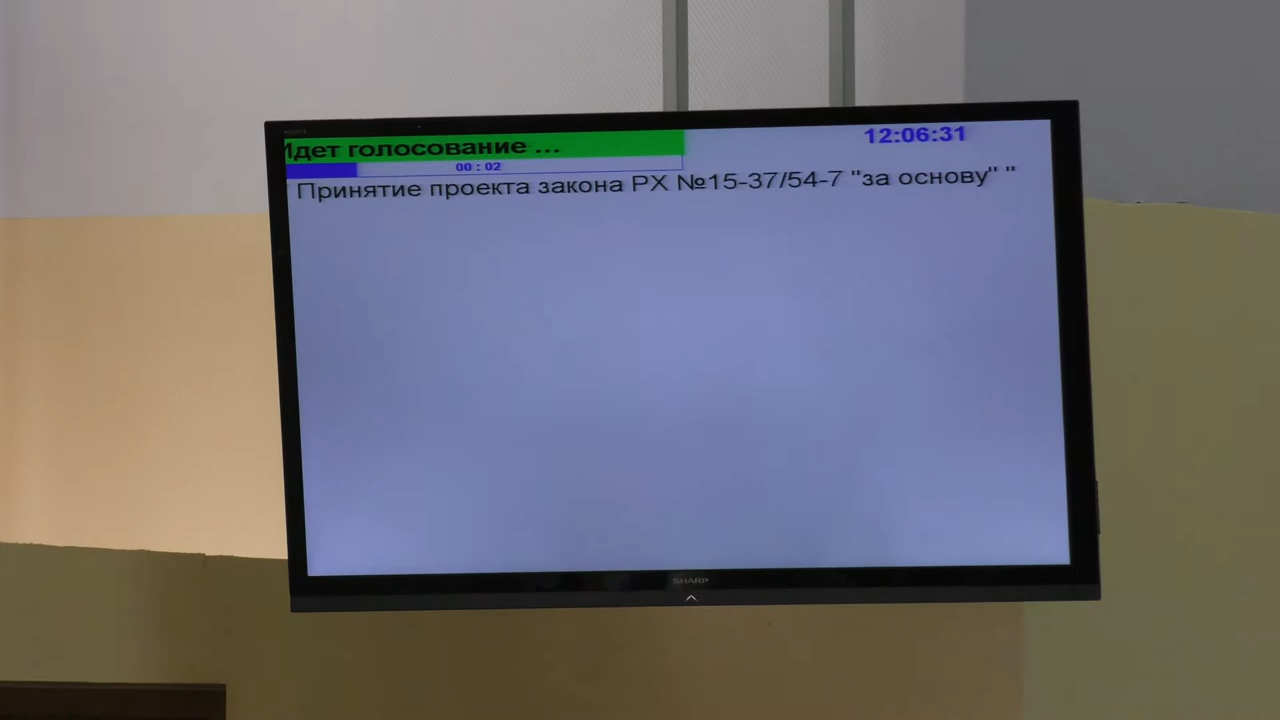 Идет голосование ...
12:06:31
00 : 02
Принятие проекта закона РХ №15-37/54-7 "за основу" "
SHARP